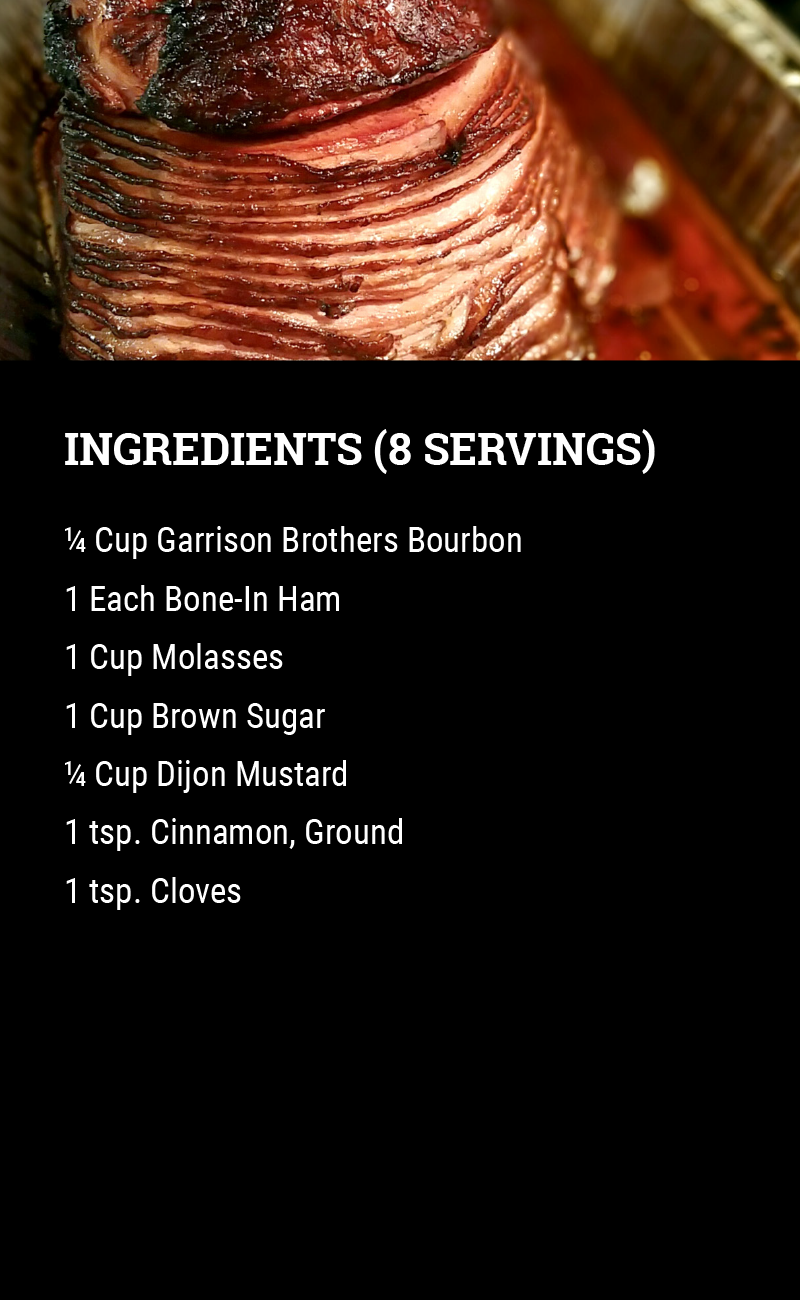 INGREDIENTS (8 SERVINGS)
¼ Cup Garrison Brothers Bourbon
1 Each Bone-In Ham
1 Cup Molasses
1 Cup Brown Sugar
¼ Cup Dijon Mustard
1 tsp. Cinnamon, Ground
1 tsp. Cloves